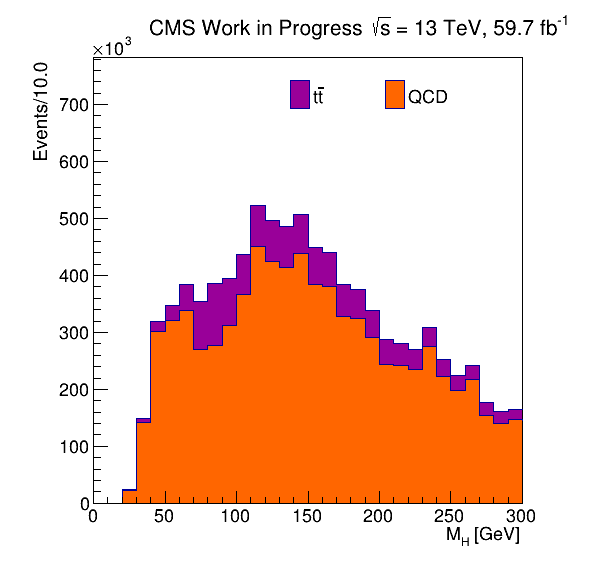 CMS Work in Progress √s = 13 TeV, 59.7 fb⁻¹
×10³
Events/10.0
tt̄
QCD
700
600
500
400
300
200
100
0
0 50 100 150 200 250 300
M_H [GeV]